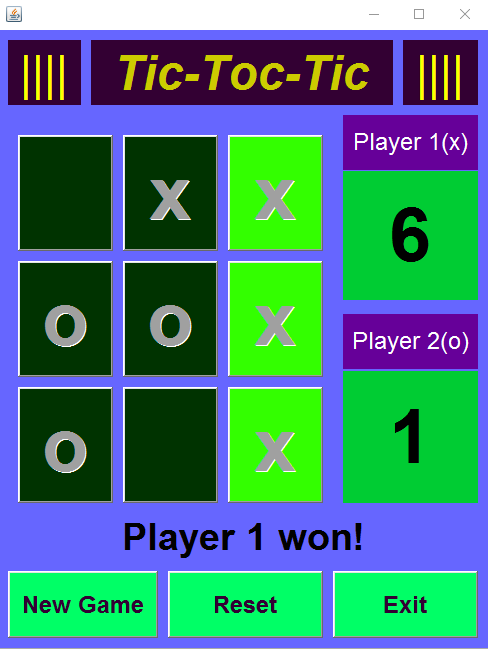 |||| Tic-Toc-Tic ||||
Player 1(x)
6
x x
o o x
o x
Player 2(o)
1
Player 1 won!
New Game Reset Exit